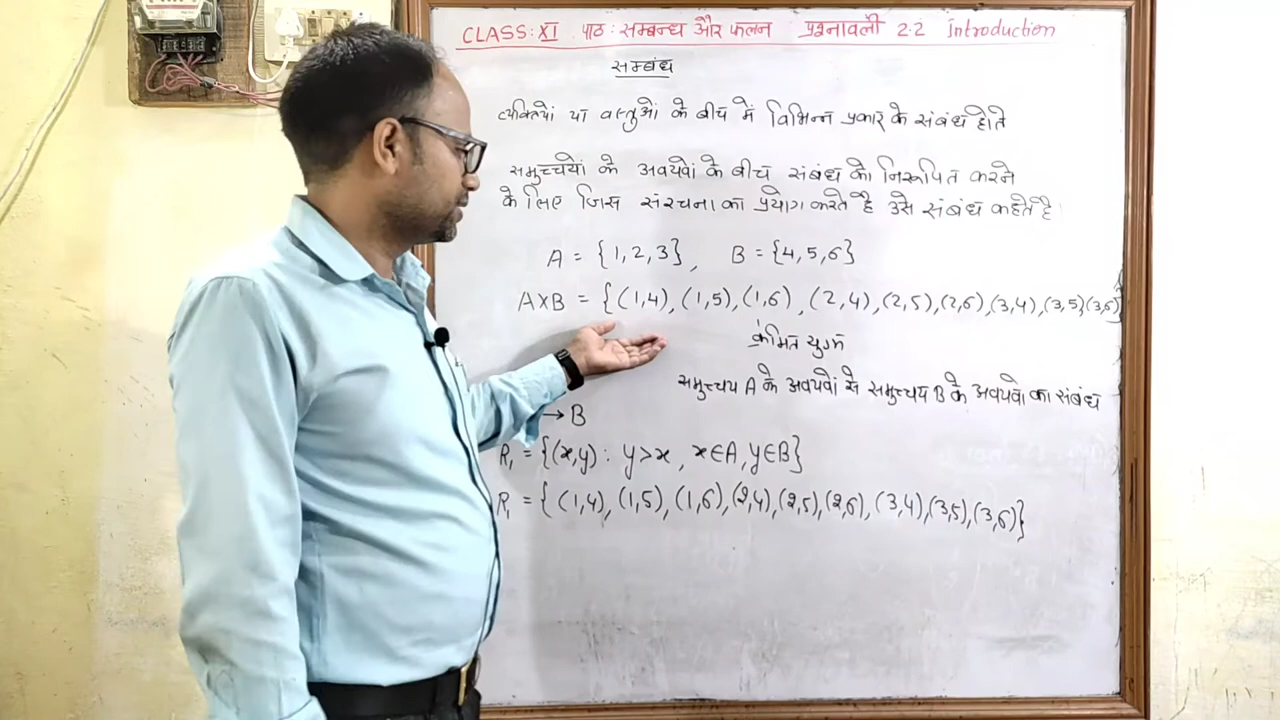 CLASS: XI पाठ: सम्बन्ध और फलन प्रश्नावली 2.2 Introduction
सम्बंध
व्यक्तियों या वस्तुओं के बीच में विभिन्न प्रकार के संबंध होते
समुच्चयों के अवयवों के बीच संबंध को निरूपित करने
के लिए जिस संरचना का प्रयोग करते है उसे संबंध कहते है
A = {1,2,3}, B = {4,5,6}
A×B = {(1,4), (1,5), (1,6), (2,4), (2,5), (2,6), (3,4), (3,5), (3,6)}
क्रमित युग्म
समुच्चय A के अवयवों से समुच्चय B के अवयवो का संबंध
→ B
R₁ = {(x,y) : y>x, x∈A, y∈B}
R₁ = {(1,4), (1,5), (1,6), (2,4), (2,5), (2,6), (3,4), (3,5), (3,6)}